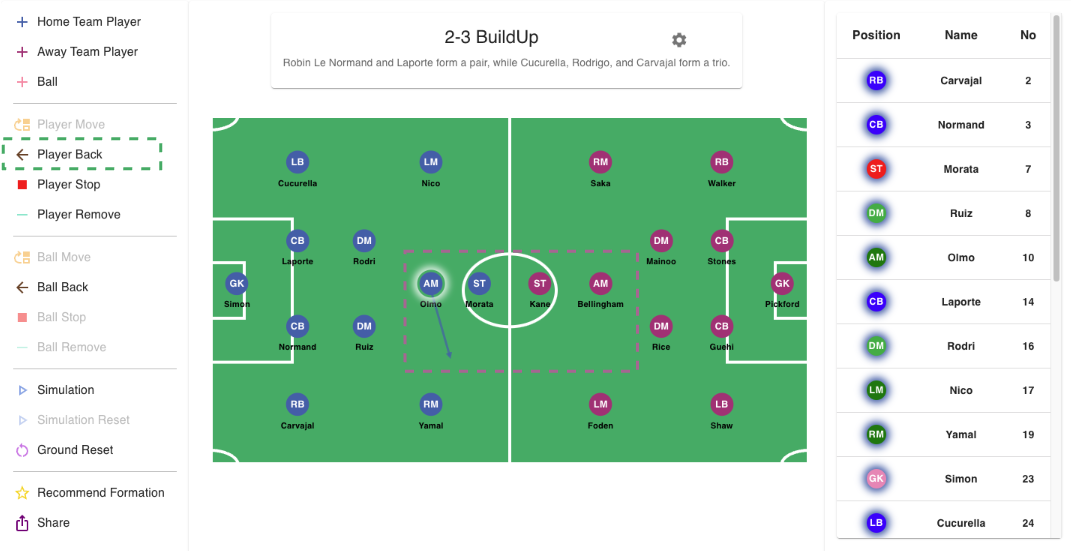 Home Team Player
Away Team Player
Ball
Player Move
Player Back
Player Stop
Player Remove
Ball Move
Ball Back
Ball Stop
Ball Remove
Simulation
Simulation Reset
Ground Reset
Recommend Formation
Share
2-3 BuildUp
Robin Le Normand and Laporte form a pair, while Cucurella, Rodrigo, and Carvajal form a trio.
LB LM RM RB
Cucurella Nico Saka Walker
CB DM DM CB
Laporte Rodri Mainoo Stones
GK AM ST ST AM GK
Simon Olmo Morata Kane Bellingham Pickford
CB DM DM CB
Normand Ruiz Rice Guehi
RB RM LM LB
Carvajal Yamal Foden Shaw
Position Name No
RB Carvajal 2
CB Normand 3
ST Morata 7
DM Ruiz 8
AM Olmo 10
CB Laporte 14
DM Rodri 16
LM Nico 17
RM Yamal 19
GK Simon 23
LB Cucurella 24